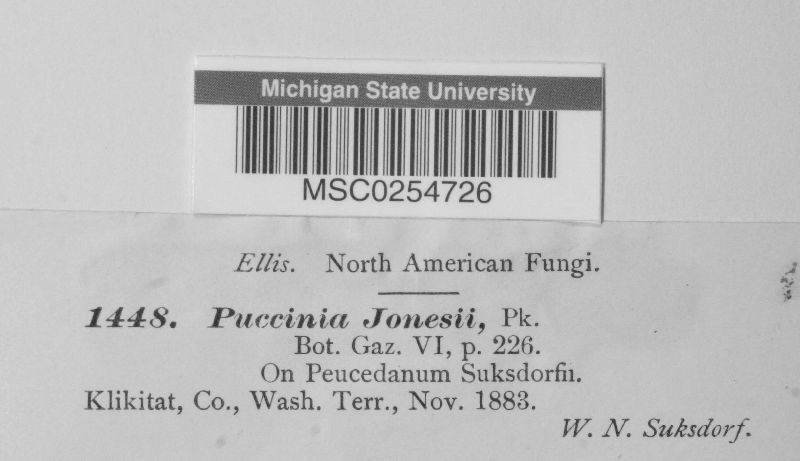 Michigan State University
MSC0254726
Ellis. North American Fungi.
1448. Puccinia Jonesii, Pk.
Bot. Gaz. VI, p. 226.
On Peucedanum Suksdorfii.
Klikitat, Co., Wash. Terr., Nov. 1883.
W. N. Suksdorf.